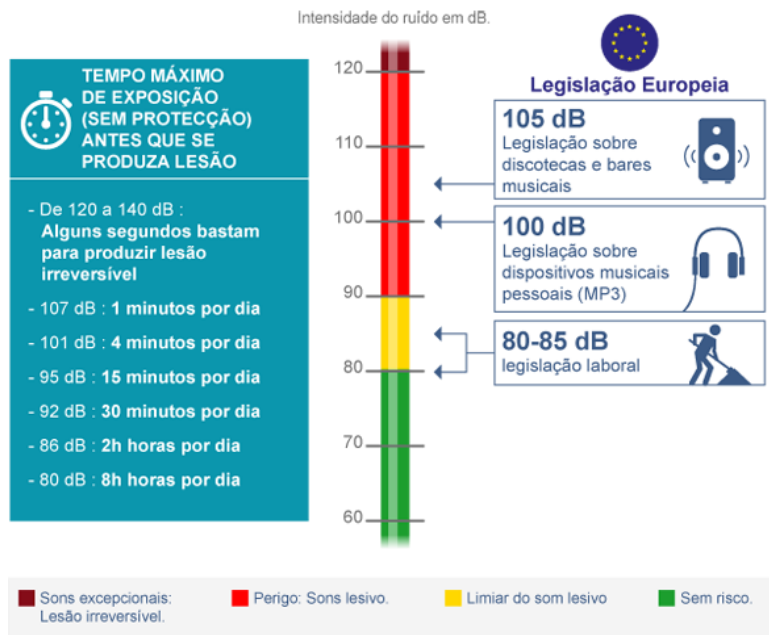 Intensidade do ruído em dB.
TEMPO MÁXIMO
DE EXPOSIÇÃO
(SEM PROTECÇÃO)
ANTES QUE SE
PRODUZA LESÃO
- De 120 a 140 dB :
Alguns segundos bastam
para produzir lesão
irreversível
- 107 dB : 1 minutos por dia
- 101 dB : 4 minutos por dia
- 95 dB : 15 minutos por dia
- 92 dB : 30 minutos por dia
- 86 dB : 2h horas por dia
- 80 dB : 8h horas por dia
120
110
100
90
80
70
60
Legislação Europeia
105 dB
Legislação sobre
discotecas e bares
musicais
100 dB
Legislação sobre
dispositivos musicais
pessoais (MP3)
80-85 dB
legislação laboral
Sons excepcionais:
Lesão irreversível.
Perigo: Sons lesivo.
Limiar do som lesivo
Sem risco.